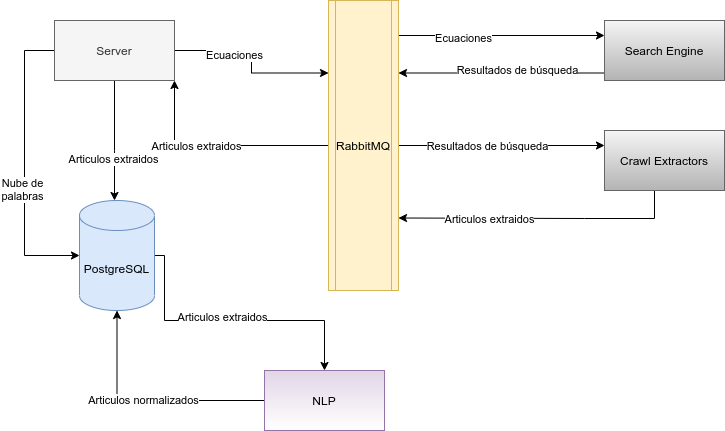 Server
Ecuaciones
Ecuaciones
Search Engine
Resultados de búsqueda
Articulos extraidos
Articulos extraidos
RabbitMQ
Resultados de búsqueda
Crawl Extractors
Nube de
palabras
Articulos extraidos
PostgreSQL
Articulos extraidos
Articulos normalizados
NLP